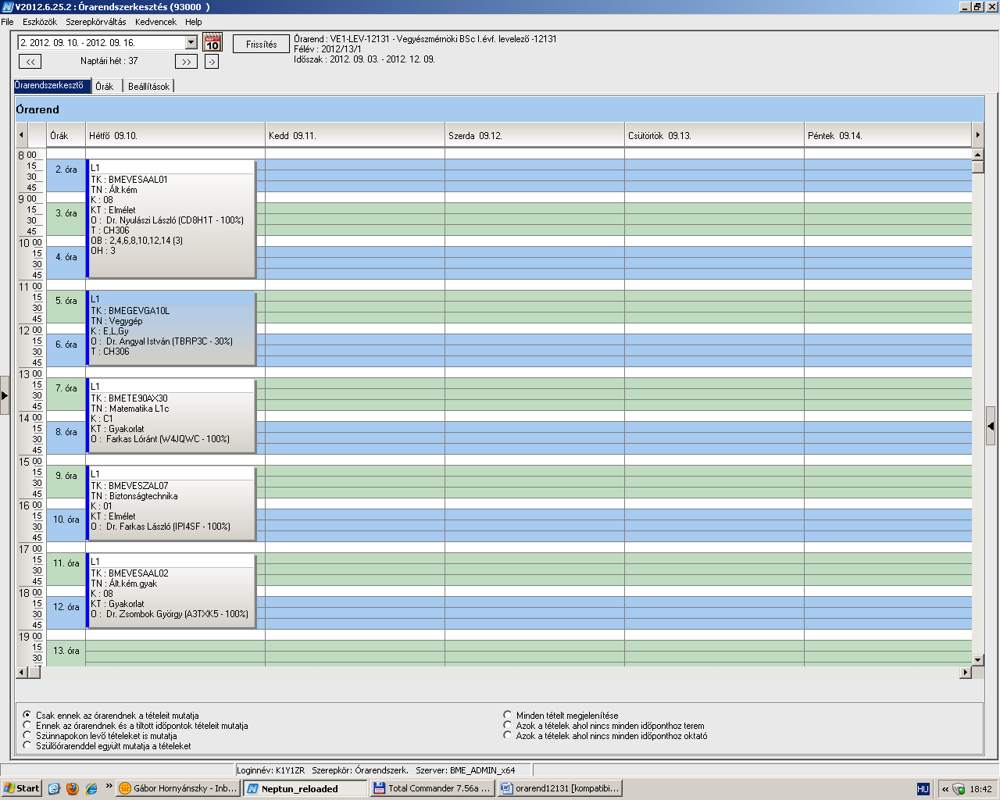 V2012.6.25.2 : Órarendszerkesztés (93000 )
File Eszközök Szerepkörváltás Kedvencek Help
2. 2012. 09. 10. - 2012. 09. 16.
10
Frissítés
Órarend : VE1-LEV-12131 - Vegyészmérnöki BSc I.évf. levelező -12131
Félév : 2012/13/1
Időszak : 2012. 09. 03. - 2012. 12. 09.
<< Naptári hét : 37 >> ->
Órarendszerkesztő Órák Beállítások
Órarend
Órák Hétfő 09.10. Kedd 09.11. Szerda 09.12. Csütörtök 09.13. Péntek 09.14.
8 00
15
30
45
9 00
15
30
45
10 00
15
30
45
11 00
15
30
45
12 00
15
30
45
13 00
15
30
45
14 00
15
30
45
15 00
15
30
45
16 00
15
30
45
17 00
15
30
45
18 00
15
30
45
19 00
15
30
2. óra
3. óra
4. óra
5. óra
6. óra
7. óra
8. óra
9. óra
10. óra
11. óra
12. óra
13. óra
L1
TK : BMEVESAAL01
TN : Ált.kém
K : 08
KT : Elmélet
O : Dr. Nyulászi László (CD8H1T - 100%)
T : CH306
OB : 2,4,6,8,10,12,14 (3)
OH : 3
L1
TK : BMEGEVGA10L
TN : Vegygép
K : E,L,Gy
O : Dr. Angyal István (TBRP3C - 30%)
T : CH306
L1
TK : BMETE90AX30
TN : Matematika L1c
K : C1
KT : Gyakorlat
O : Farkas Lóránt (W4JQWC - 100%)
L1
TK : BMEVESZAL07
TN : Biztonságtechnika
K : 01
KT : Elmélet
O : Dr. Farkas László (IPI4SF - 100%)
L1
TK : BMEVESAAL02
TN : Ált.kém.gyak
K : 08
KT : Gyakorlat
O : Dr. Zsombok György (A3TXK5 - 100%)
Csak ennek az órarendnek a tételeit mutatja
Ennek az órarendnek és a tiltott időpontok tételeit mutatja
Szünnapokon levő tételeket is mutatja
Szülőórarenddel együtt mutatja a tételeket
Minden tételt megjelenítése
Azok a tételek ahol nincs minden időponthoz terem
Azok a tételek ahol nincs minden időponthoz oktató
Loginnév: K1Y1ZR Szerepkör: Órarendszerk. Szerver: BME_ADMIN_x64
Start » Gábor Hornyánszky - Inb... Neptun_reloaded Total Commander 7.56a ... orarend12131 [kompatibi... HU « 18:42